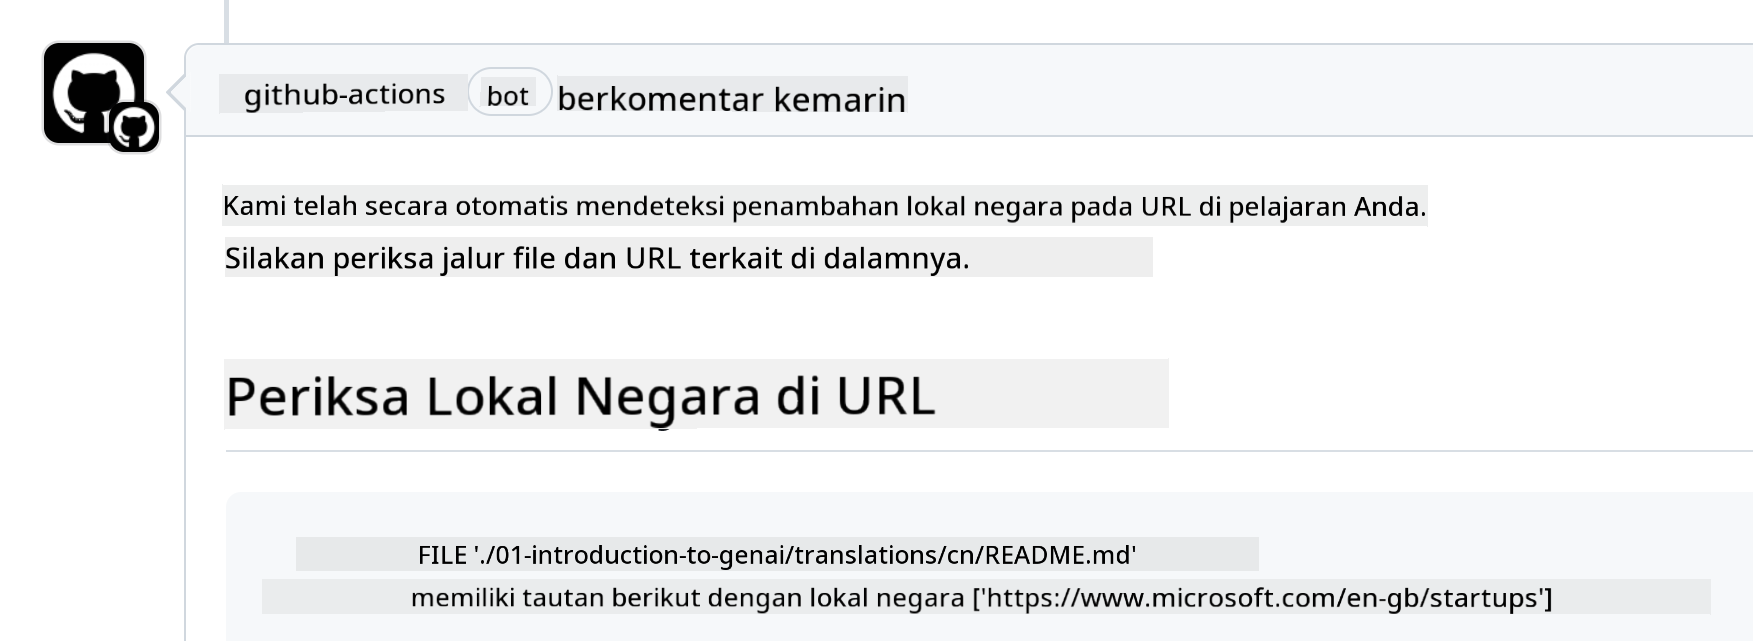 github-actions bot berkomentar kemarin
Kami telah secara otomatis mendeteksi penambahan lokal negara pada URL di pelajaran Anda.
Silakan periksa jalur file dan URL terkait di dalamnya.
Periksa Lokal Negara di URL
FILE './01-introduction-to-genai/translations/cn/README.md'
memiliki tautan berikut dengan lokal negara ['https://www.microsoft.com/en-gb/startups']